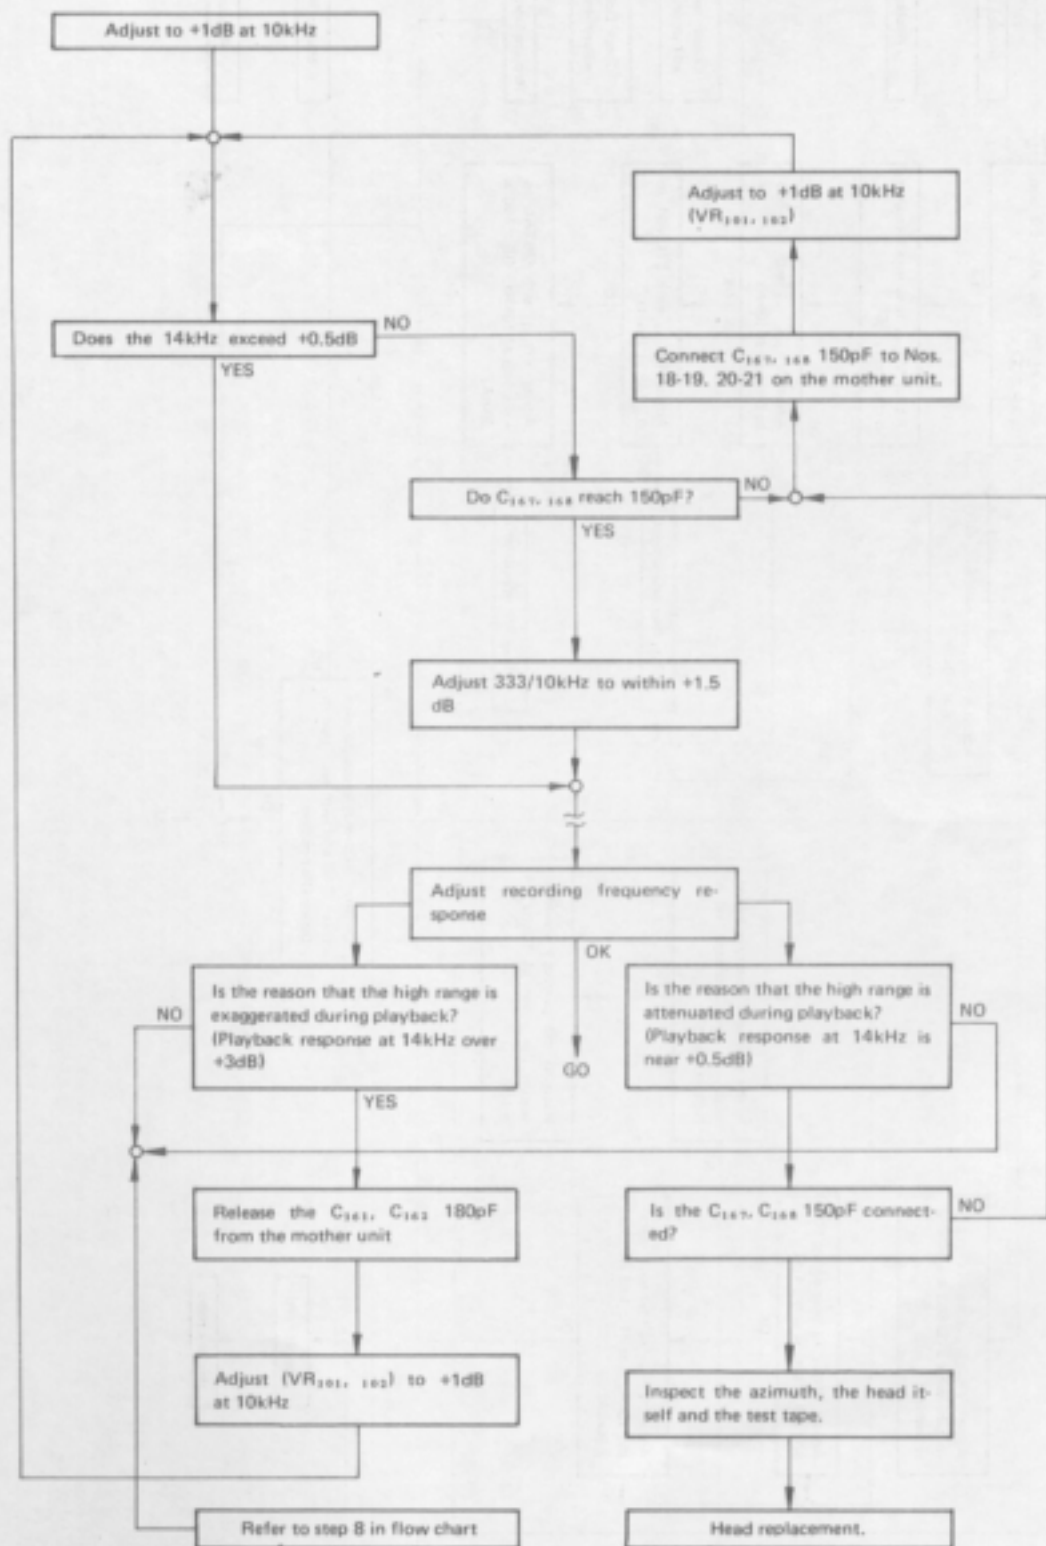 Adjust to +1dB at 10kHz
Adjust to +1dB at 10kHz
(VR₁₀₁, ₁₀₂)
Does the 14kHz exceed +0.5dB
NO
YES
Connect C₁₆₇, ₁₆₈ 150pF to Nos.
18-19, 20-21 on the mother unit.
Do C₁₆₇, ₁₆₈ reach 150pF?
NO
YES
Adjust 333/10kHz to within +1.5
dB
Adjust recording frequency re-
sponse
OK
GO
NO
Is the reason that the high range is
exaggerated during playback?
(Playback response at 14kHz over
+3dB)
YES
Is the reason that the high range is
attenuated during playback?
(Playback response at 14kHz is
near +0.5dB)
NO
Release the C₁₆₁, C₁₆₂ 180pF
from the mother unit
Is the C₁₆₇, C₁₆₈ 150pF connect-
ed?
NO
Adjust (VR₁₀₁, ₁₀₂) to +1dB
at 10kHz
Inspect the azimuth, the head it-
self and the test tape.
Refer to step 8 in flow chart
Head replacement.